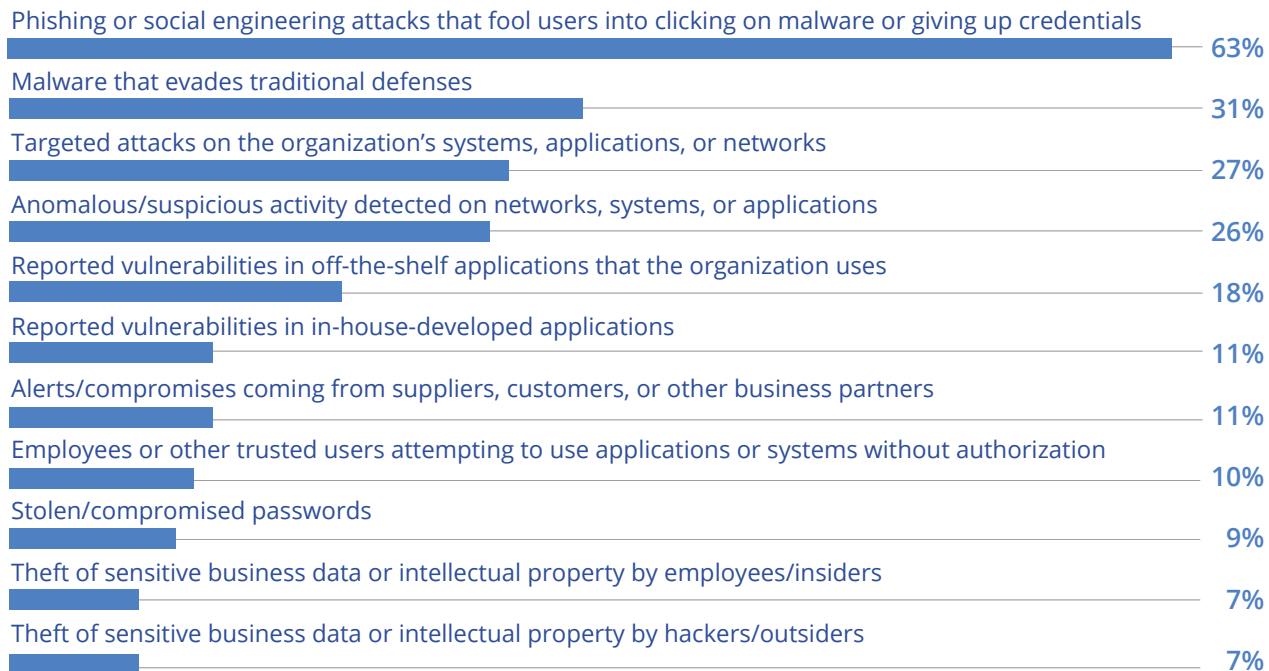 Phishing or social engineering attacks that fool users into clicking on malware or giving up credentials
63%
Malware that evades traditional defenses
31%
Targeted attacks on the organization’s systems, applications, or networks
27%
Anomalous/suspicious activity detected on networks, systems, or applications
26%
Reported vulnerabilities in off-the-shelf applications that the organization uses
18%
Reported vulnerabilities in in-house-developed applications
11%
Alerts/compromises coming from suppliers, customers, or other business partners
11%
Employees or other trusted users attempting to use applications or systems without authorization
10%
Stolen/compromised passwords
9%
Theft of sensitive business data or intellectual property by employees/insiders
7%
Theft of sensitive business data or intellectual property by hackers/outsiders
7%